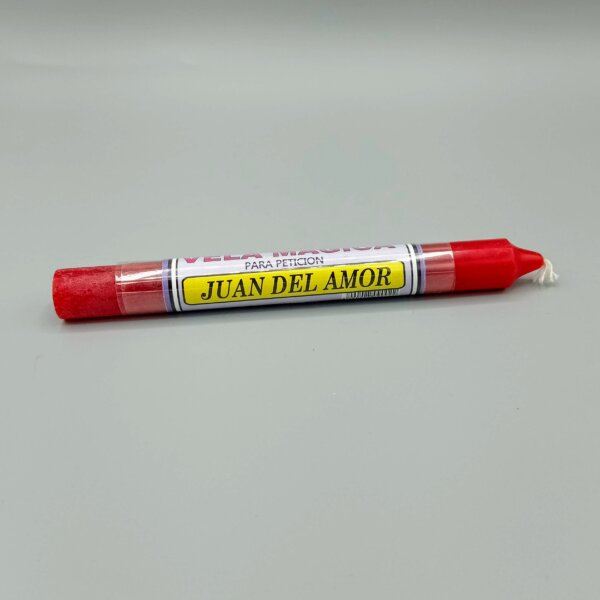 VELA MAGICA
PARA PETICION
JUAN DEL AMOR